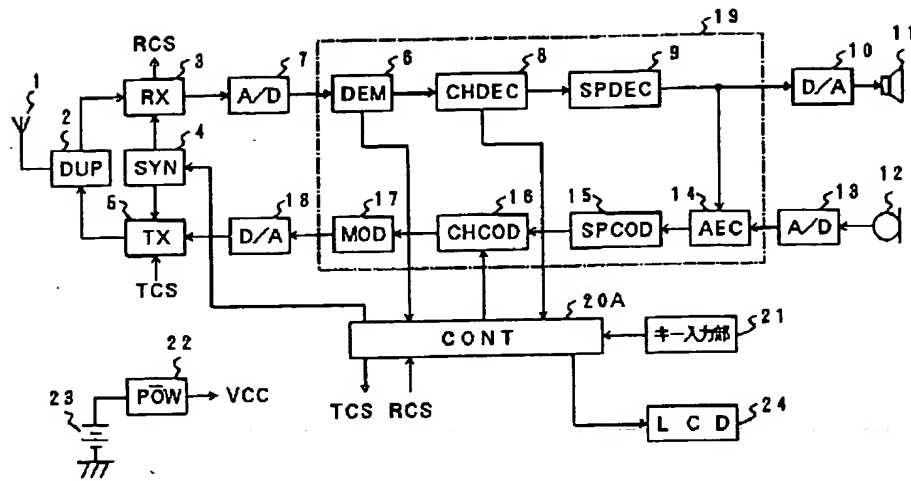 19
RCS 3 7 6 8 9 10 11
1 RX A/D DEM CHDEC SPDEC D/A
2 4
DUP SYN 12
5 18 17 16 15 14 13
TX D/A MOD CHCOD SPCOD AEC A/D
TCS
20A 21
CONT キー入力部
22
23 POW VCC TCS RCS 24
LCD